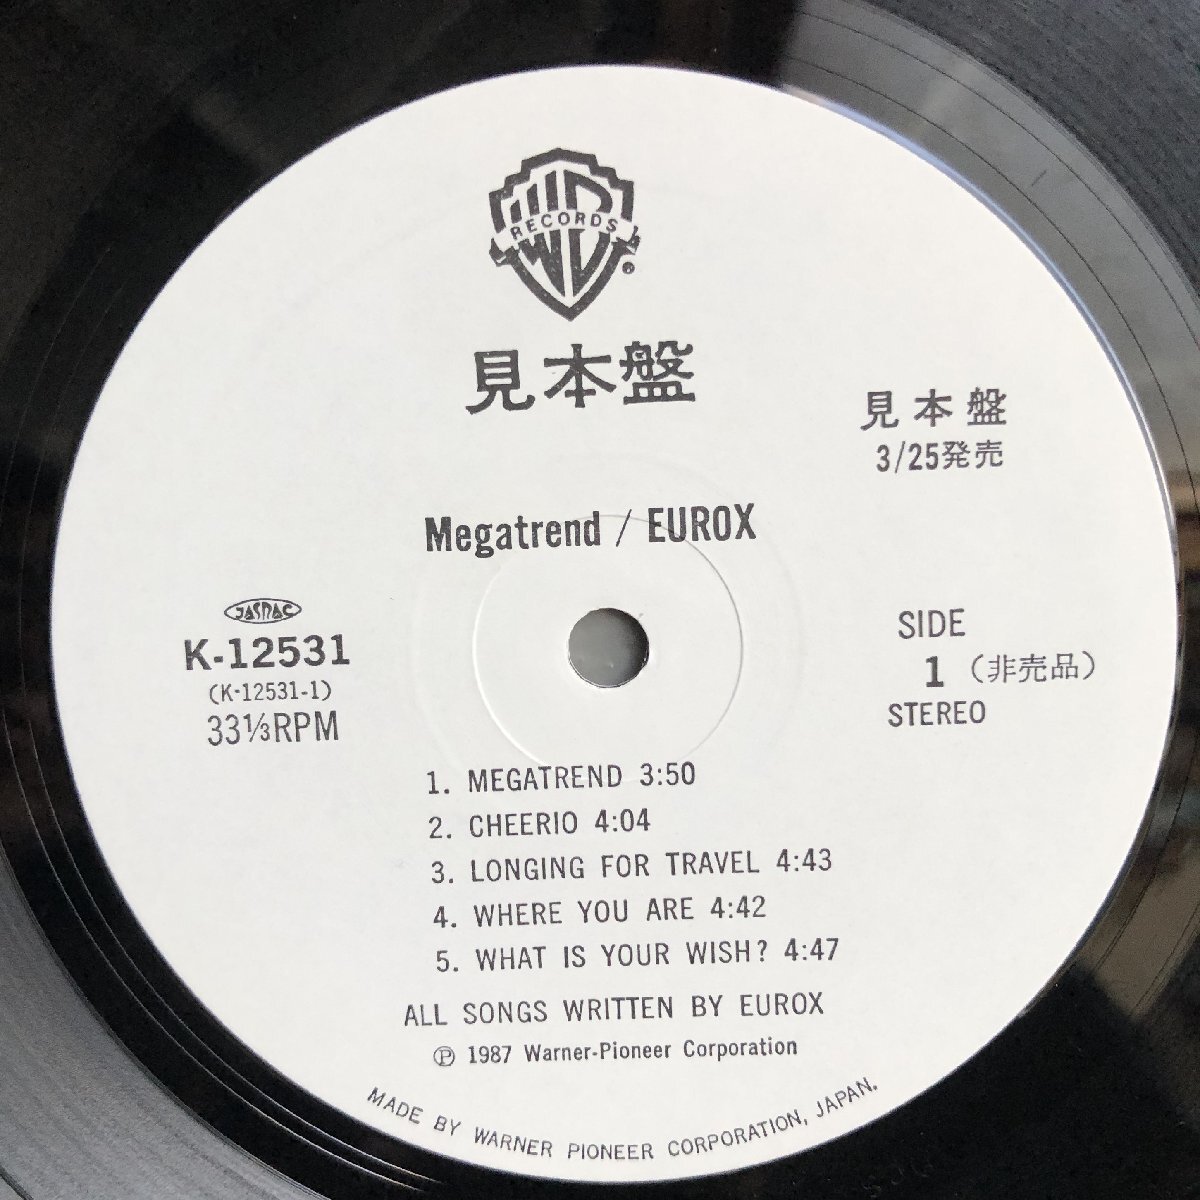 WB
RECORDS
見本盤
見本盤
3/25発売
Megatrend / EUROX
JASRAC
K-12531
(K-12531-1)
33⅓RPM
SIDE
1 (非売品)
STEREO
1. MEGATREND 3:50
2. CHEERIO 4:04
3. LONGING FOR TRAVEL 4:43
4. WHERE YOU ARE 4:42
5. WHAT IS YOUR WISH? 4:47
ALL SONGS WRITTEN BY EUROX
Ⓟ 1987 Warner-Pioneer Corporation
MADE BY WARNER PIONEER CORPORATION, JAPAN.